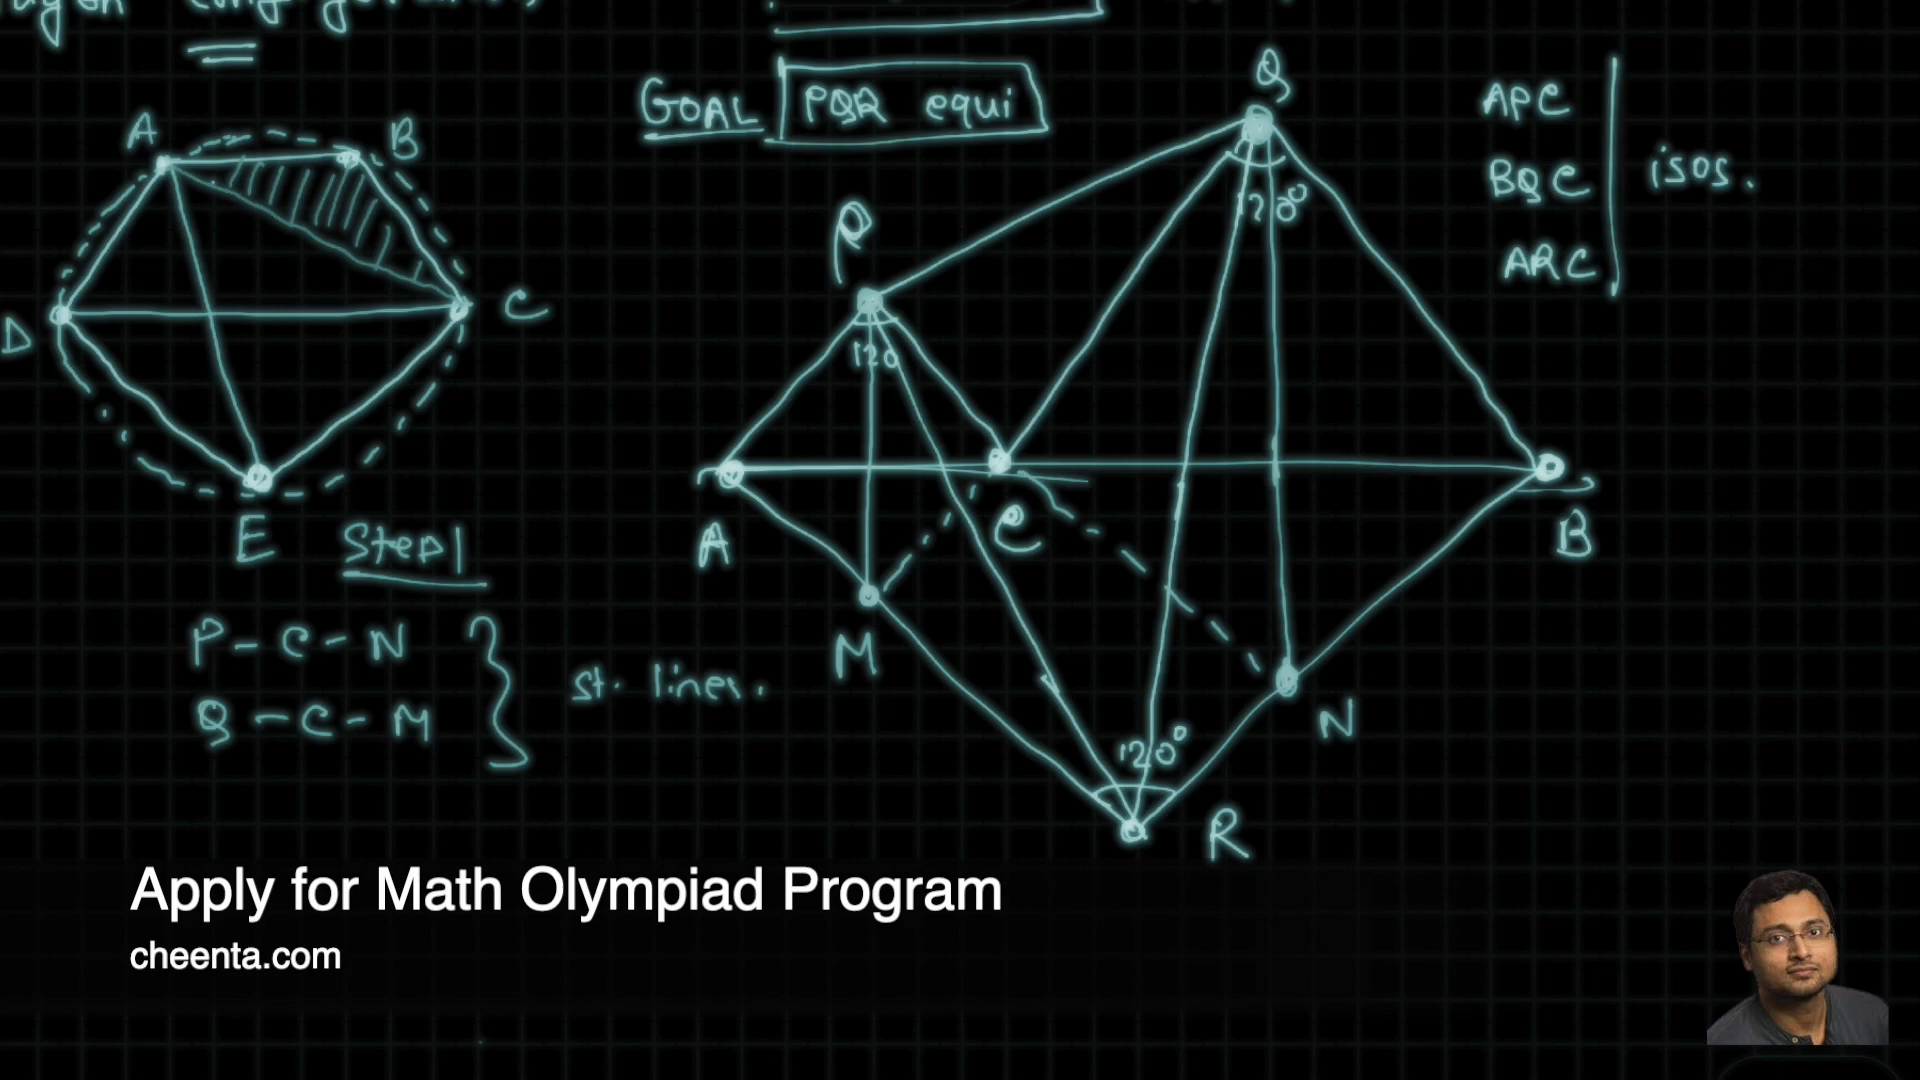 GOAL PQR equi
Q
APC
BQC
ARC
isos.
A
B
P
120°
D
C
120
E
Step 1
A
C
B
P - C - N
Q - C - M
st. lines.
M
N
120°
R
Apply for Math Olympiad Program
cheenta.com